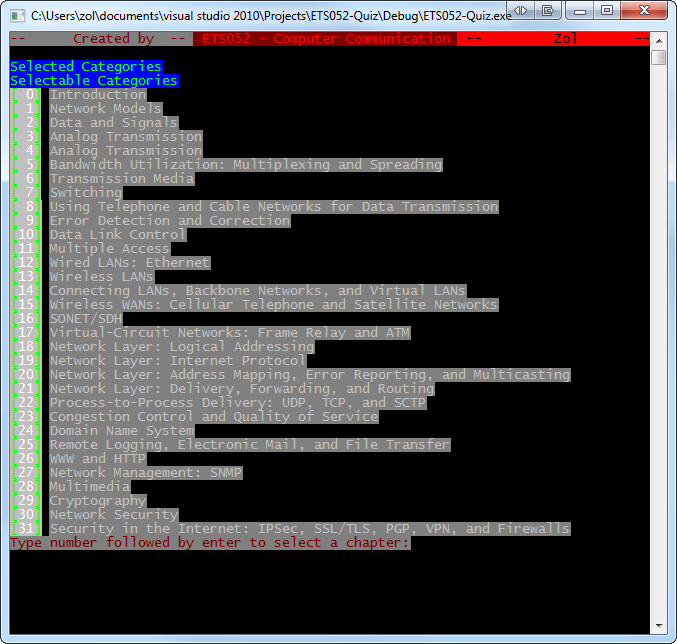 C:\Users\zol\documents\visual studio 2010\Projects\ETS052-Quiz\Debug\ETS052-Quiz.exe
-- Created by -- ETS052 - Computer Communication -- Zol --
Selected Categories
Selectable Categories
[ 0] Introduction
[ 1] Network Models
[ 2] Data and Signals
[ 3] Analog Transmission
[ 4] Analog Transmission
[ 5] Bandwidth Utilization: Multiplexing and Spreading
[ 6] Transmission Media
[ 7] Switching
[ 8] Using Telephone and Cable Networks for Data Transmission
[ 9] Error Detection and Correction
[10] Data Link Control
[11] Multiple Access
[12] Wired LANs: Ethernet
[13] Wireless LANs
[14] Connecting LANs, Backbone Networks, and Virtual LANs
[15] Wireless WANs: Cellular Telephone and Satellite Networks
[16] SONET/SDH
[17] Virtual-Circuit Networks: Frame Relay and ATM
[18] Network Layer: Logical Addressing
[19] Network Layer: Internet Protocol
[20] Network Layer: Address Mapping, Error Reporting, and Multicasting
[21] Network Layer: Delivery, Forwarding, and Routing
[22] Process-to-Process Delivery: UDP, TCP, and SCTP
[23] Congestion Control and Quality of Service
[24] Domain Name System
[25] Remote Logging, Electronic Mail, and File Transfer
[26] WWW and HTTP
[27] Network Management: SNMP
[28] Multimedia
[29] Cryptography
[30] Network Security
[31] Security in the Internet: IPSec, SSL/TLS, PGP, VPN, and Firewalls
Type number followed by enter to select a chapter: